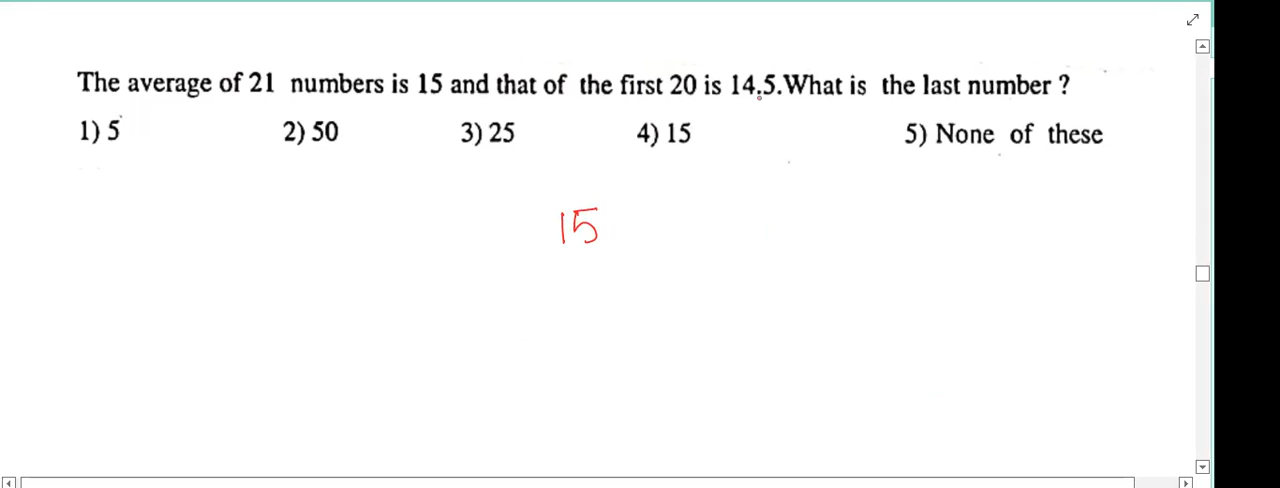 The average of 21 numbers is 15 and that of the first 20 is 14.5.What is the last number ?
1) 5 2) 50 3) 25 4) 15 5) None of these
15